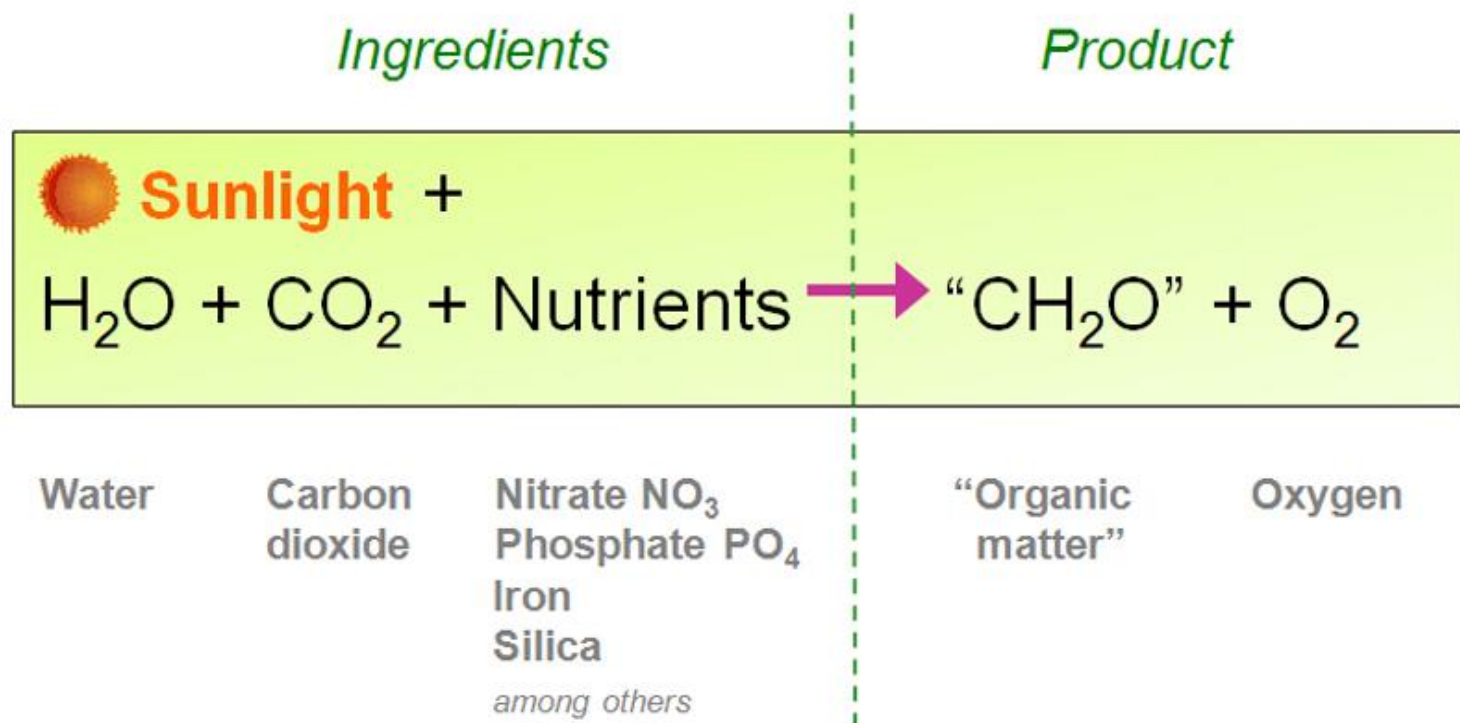 Ingredients Product
Sunlight +
H₂O + CO₂ + Nutrients → “CH₂O” + O₂
Water Carbon dioxide Nitrate NO₃ Phosphate PO₄ Iron Silica among others “Organic matter” Oxygen